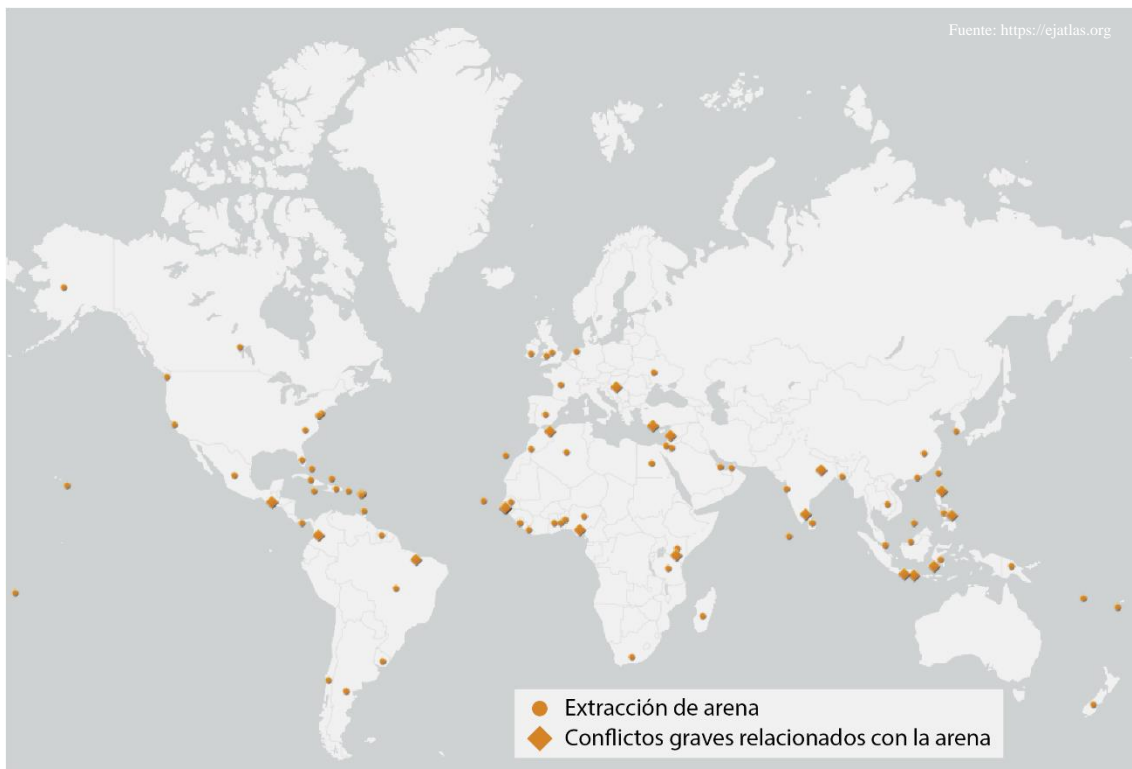 Fuente: https://ejatlas.org
Extracción de arena
Conflictos graves relacionados con la arena